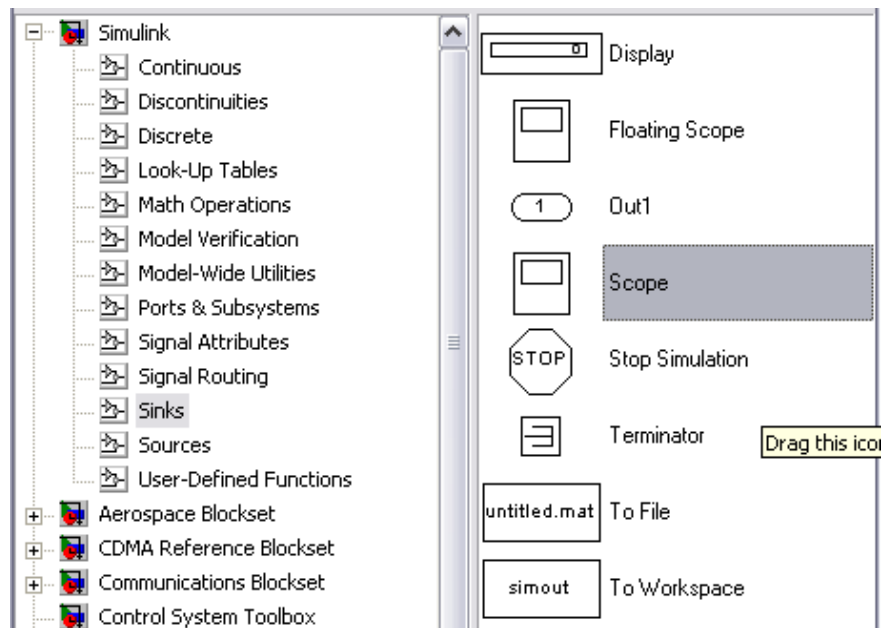 Simulink
Continuous
Discontinuities
Discrete
Look-Up Tables
Math Operations
Model Verification
Model-Wide Utilities
Ports & Subsystems
Signal Attributes
Signal Routing
Sinks
Sources
User-Defined Functions
Aerospace Blockset
CDMA Reference Blockset
Communications Blockset
Control System Toolbox
0 Display
Floating Scope
1 Out1
Scope
STOP Stop Simulation
Terminator
Drag this ico
untitled.mat To File
simout To Workspace